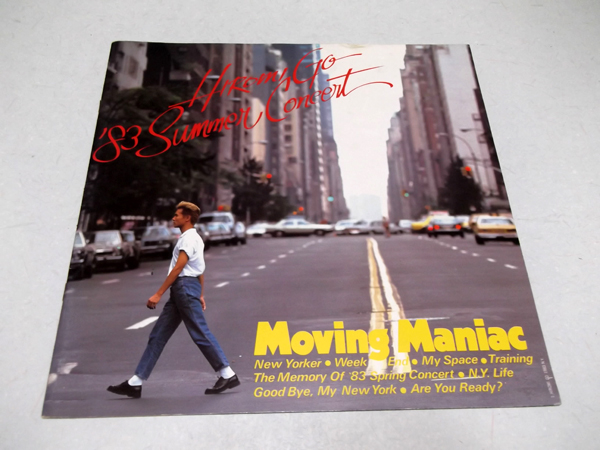 Hiromi Go
'83 Summer Concert
Moving Maniac
New Yorker • Week End • My Space • Training
The Memory Of '83 Spring Concert • N.Y. Life
Good Bye, My New York • Are You Ready?